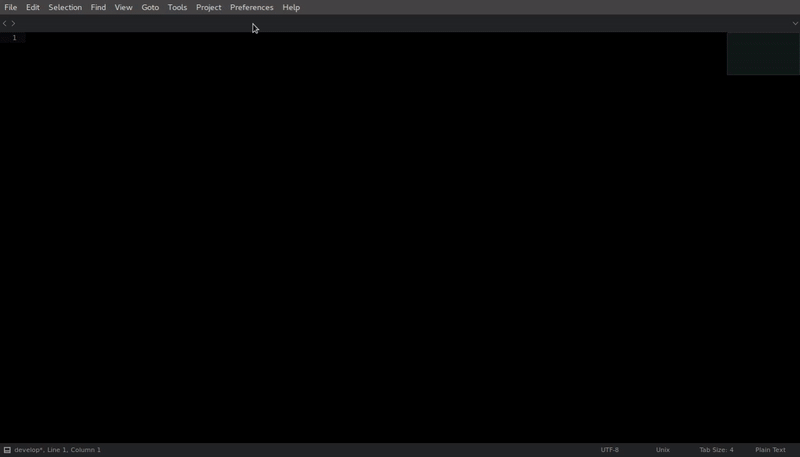 File Edit Selection Find View Goto Tools Project Preferences Help
1
develop*, Line 1, Column 1 UTF-8 Unix Tab Size: 4 Plain Text